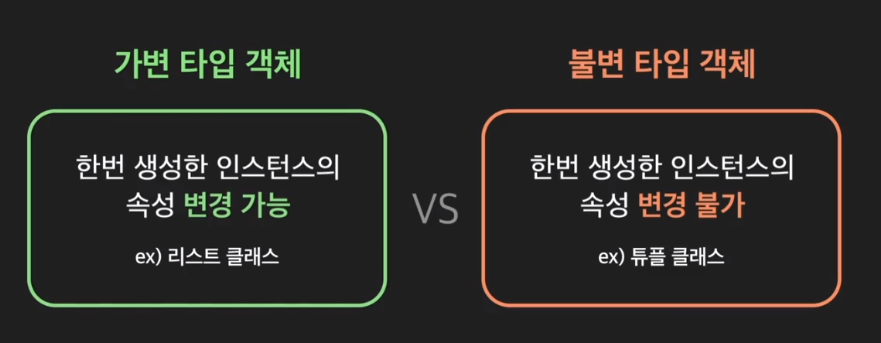 가변 타입 객체
한번 생성한 인스턴스의
속성 변경 가능
ex) 리스트 클래스
VS
불변 타입 객체
한번 생성한 인스턴스의
속성 변경 불가
ex) 튜플 클래스